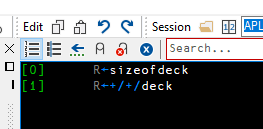 Edit Session APL
Search...
[0] R←sizeofdeck
[1] R←+/+/deck